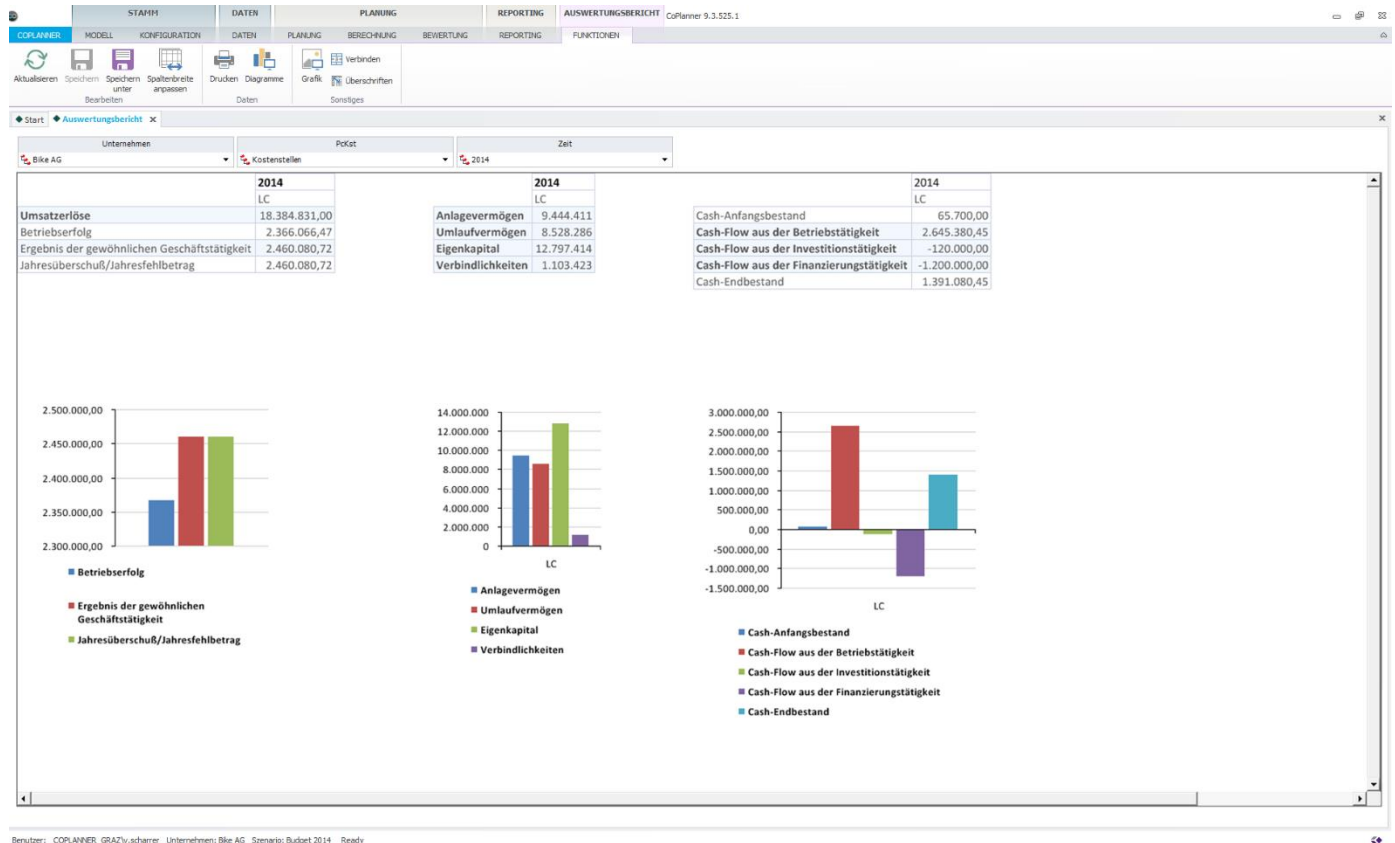 STAMM DATEN PLANUNG REPORTING AUSWERTUNGSBERICHT CoPlanner 9.3.525.1
COPLANNER MODELL KONFIGURATION DATEN PLANUNG BERECHNUNG BEWERTUNG REPORTING FUNKTIONEN
Aktualisieren Speichern Speichern unter Spaltenbreite anpassen Drucken Diagramme Grafik Verbinden
Überschriften
Bearbeiten Daten Sonstiges
Start Auswertungsbericht
Unternehmen PcKst Zeit
Bike AG Kostenstellen 2014
2014 2014 2014
LC LC LC
Umsatzerlöse 18.384.831,00 Anlagevermögen 9.444.411 Cash-Anfangsbestand 65.700,00
Betriebserfolg 2.366.066,47 Umlaufvermögen 8.528.286 Cash-Flow aus der Betriebstätigkeit 2.645.380,45
Ergebnis der gewöhnlichen Geschäftstätigkeit 2.460.080,72 Eigenkapital 12.797.414 Cash-Flow aus der Investitionstätigkeit -120.000,00
Jahresüberschuß/Jahresfehlbetrag 2.460.080,72 Verbindlichkeiten 1.103.423 Cash-Flow aus der Finanzierungstätigkeit -1.200.000,00
Cash-Endbestand 1.391.080,45
2.500.000,00
2.450.000,00
2.400.000,00
2.350.000,00
2.300.000,00
Betriebserfolg
Ergebnis der gewöhnlichen
Geschäftstätigkeit
Jahresüberschuß/Jahresfehlbetrag
14.000.000
12.000.000
10.000.000
8.000.000
6.000.000
4.000.000
2.000.000
0
LC
Anlagevermögen
Umlaufvermögen
Eigenkapital
Verbindlichkeiten
3.000.000,00
2.500.000,00
2.000.000,00
1.500.000,00
1.000.000,00
500.000,00
0,00
-500.000,00
-1.000.000,00
-1.500.000,00
LC
Cash-Anfangsbestand
Cash-Flow aus der Betriebstätigkeit
Cash-Flow aus der Investitionstätigkeit
Cash-Flow aus der Finanzierungstätigkeit
Cash-Endbestand
Benutzer: COPLANNER_GRAZ\v.scharrer Unternehmen: Bike AG Szenario: Budget 2014 Ready